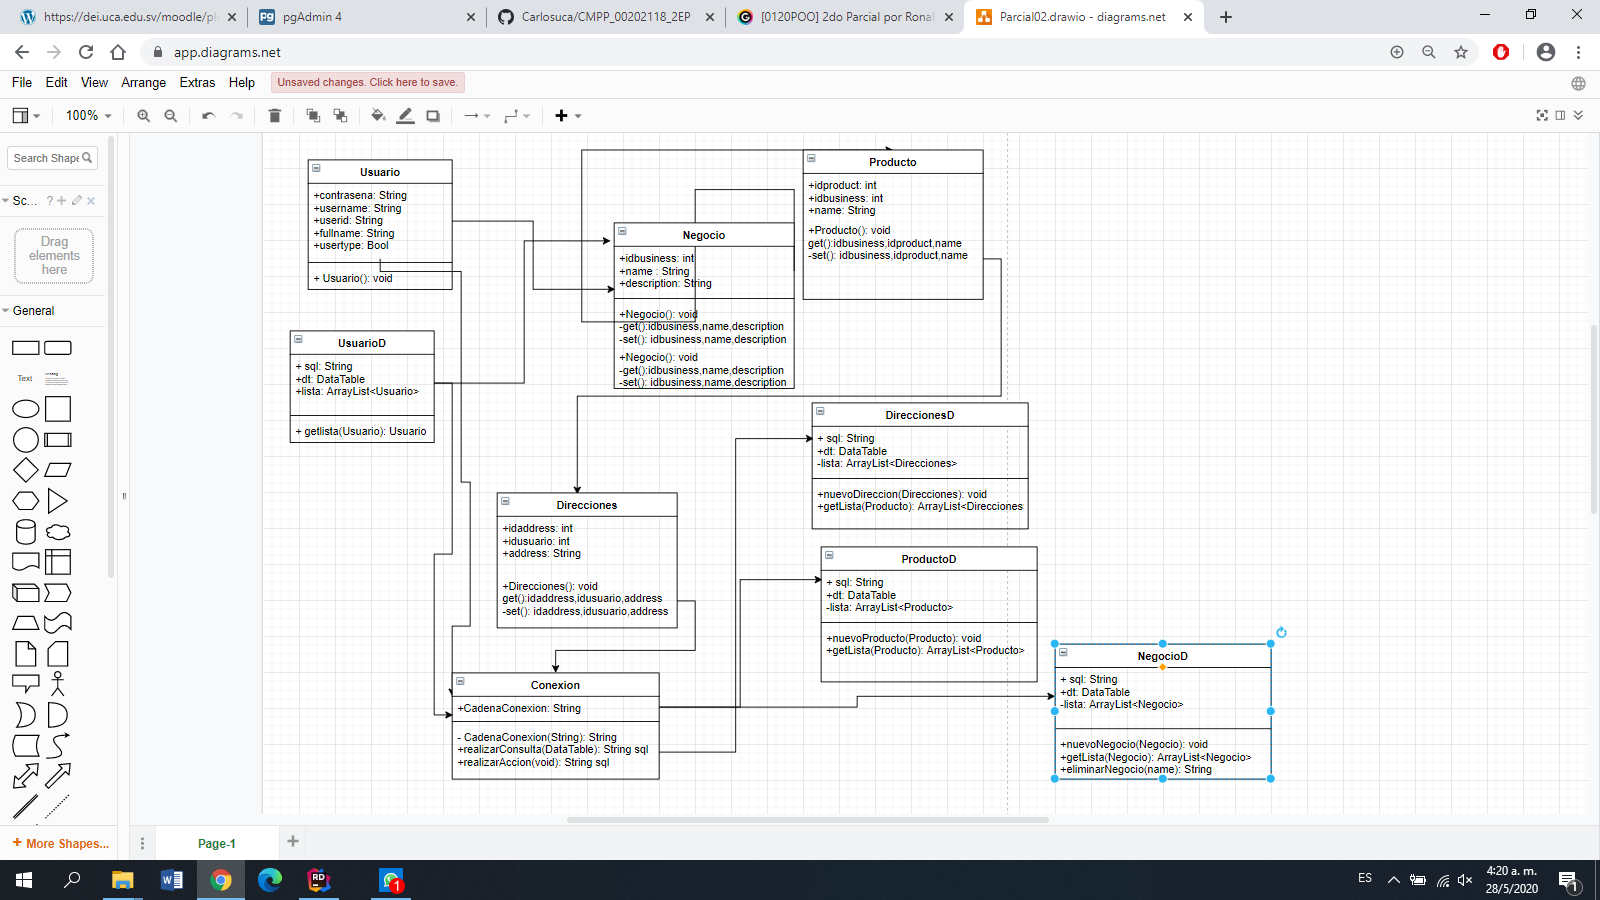 https://dei.uca.edu.sv/moodle/pl
pgAdmin 4
Carlosuca/CMPP_00202118_2EP
[0120POO] 2do Parcial por Ronal
Parcial02.drawio - diagrams.net
app.diagrams.net
File Edit View Arrange Extras Help
Unsaved changes. Click here to save.
100%
Search Shape
Sc... ?
Drag
elements
here
General
Text
More Shapes...
Usuario
+contrasena: String
+username: String
+userid: String
+fullname: String
+usertype: Bool
+ Usuario(): void
UsuarioD
+ sql: String
+dt: DataTable
+lista: ArrayList<Usuario>
+ getlista(Usuario): Usuario
Negocio
+idbusiness: int
+name : String
+description: String
+Negocio(): void
-get():idbusiness,name,description
-set(): idbusiness,name,description
+Negocio(): void
-get():idbusiness,name,description
-set(): idbusiness,name,description
Producto
+idproduct: int
+idbusiness: int
+name: String
+Producto(): void
get():idbusiness,idproduct,name
-set(): idbusiness,idproduct,name
DireccionesD
+ sql: String
+dt: DataTable
-lista: ArrayList<Direcciones>
+nuevoDireccion(Direcciones): void
+getLista(Producto): ArrayList<Direcciones
Direcciones
+idaddress: int
+idusuario: int
+address: String
+Direcciones(): void
get():idaddress,idusuario,address
-set(): idaddress,idusuario,address
ProductoD
+ sql: String
+dt: DataTable
-lista: ArrayList<Producto>
+nuevoProducto(Producto): void
+getLista(Producto): ArrayList<Producto>
Conexion
+CadenaConexion: String
- CadenaConexion(String): String
+realizarConsulta(DataTable): String sql
+realizarAccion(void): String sql
NegocioD
+ sql: String
+dt: DataTable
-lista: ArrayList<Negocio>
+nuevoNegocio(Negocio): void
+getLista(Negocio): ArrayList<Negocio>
+eliminarNegocio(name): String
Page-1
RD
1
ES
4:20 a. m.
28/5/2020
1